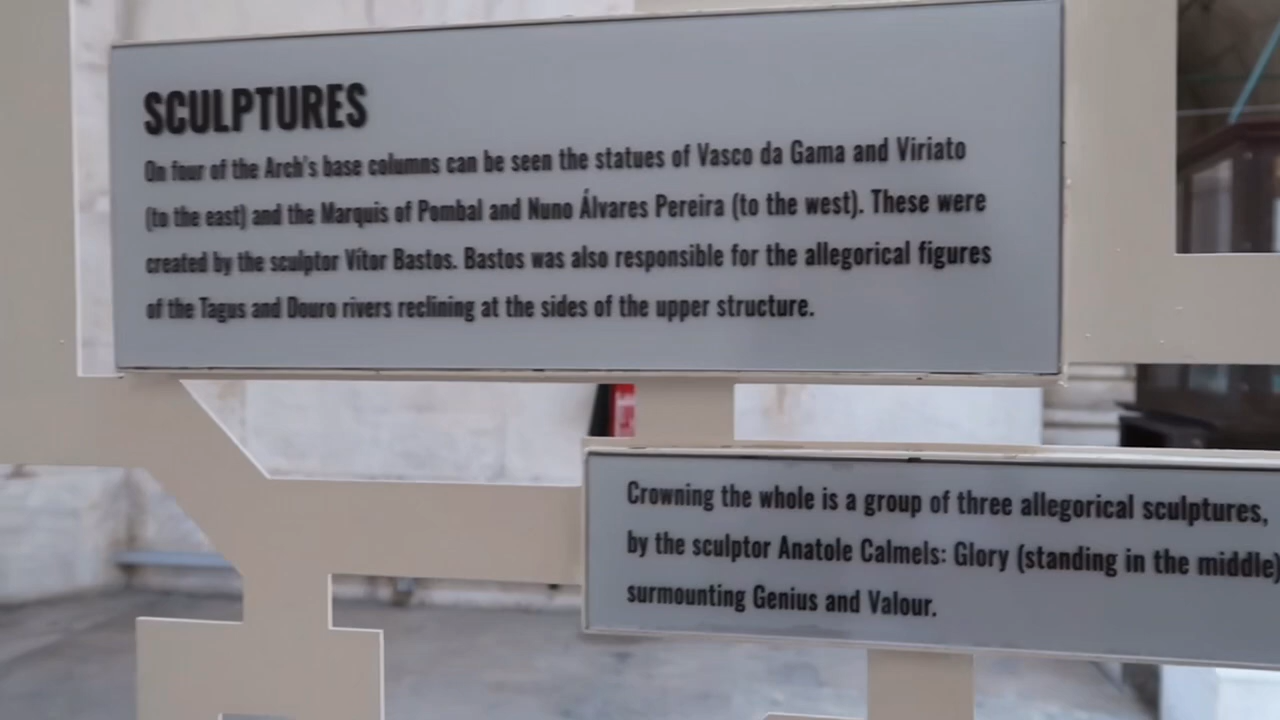 SCULPTURES
On four of the Arch's base columns can be seen the statues of Vasco da Gama and Viriato
(to the east) and the Marquis of Pombal and Nuno Álvares Pereira (to the west). These were
created by the sculptor Vítor Bastos. Bastos was also responsible for the allegorical figures
of the Tagus and Douro rivers reclining at the sides of the upper structure.
Crowning the whole is a group of three allegorical sculptures,
by the sculptor Anatole Calmels: Glory (standing in the middle)
surmounting Genius and Valour.